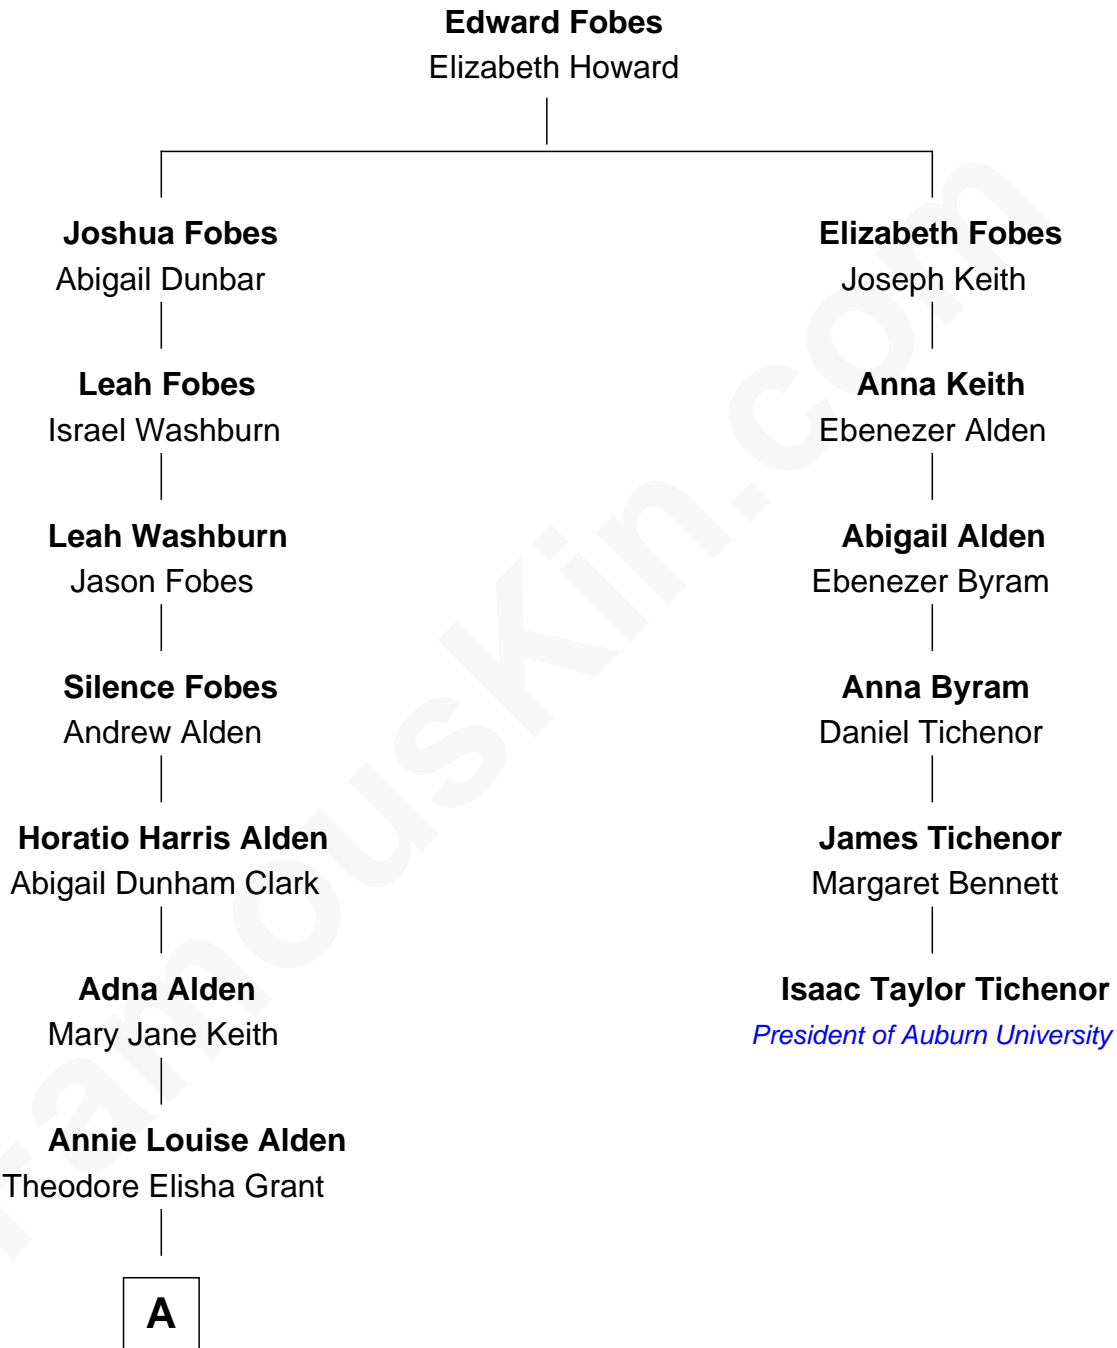 Edward Fobes
Elizabeth Howard
Joshua Fobes
Abigail Dunbar
Elizabeth Fobes
Joseph Keith
Leah Fobes
Israel Washburn
Anna Keith
Ebenezer Alden
Leah Washburn
Jason Fobes
Abigail Alden
Ebenezer Byram
Silence Fobes
Andrew Alden
Anna Byram
Daniel Tichenor
Horatio Harris Alden
Abigail Dunham Clark
James Tichenor
Margaret Bennett
Adna Alden
Mary Jane Keith
Isaac Taylor Tichenor
President of Auburn University
Annie Louise Alden
Theodore Elisha Grant
A
FamousKin.com